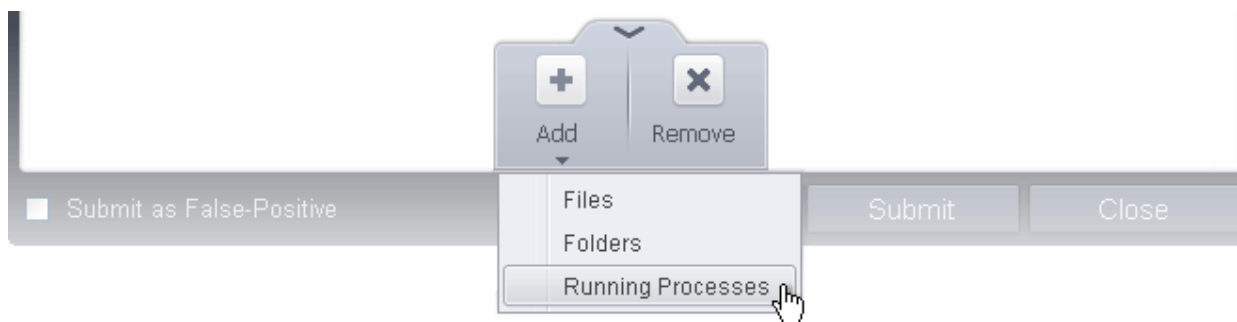 Add
Remove
Files
Submit as False-Positive
Submit
Close
Folders
Running Processes